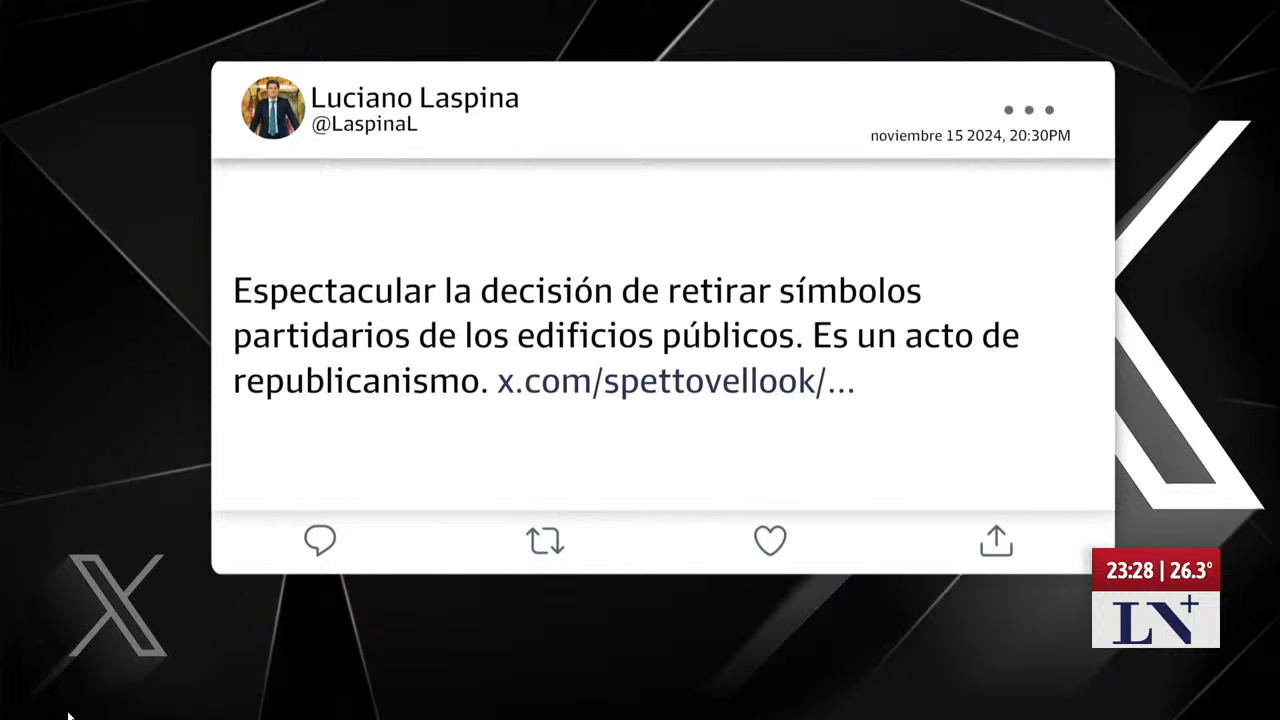 Luciano Laspina
@LaspinaL
noviembre 15 2024, 20:30PM
Espectacular la decisión de retirar símbolos
partidarios de los edificios públicos. Es un acto de
republicanismo. x.com/spettovellook/...
23:28 | 26.3°
LN+